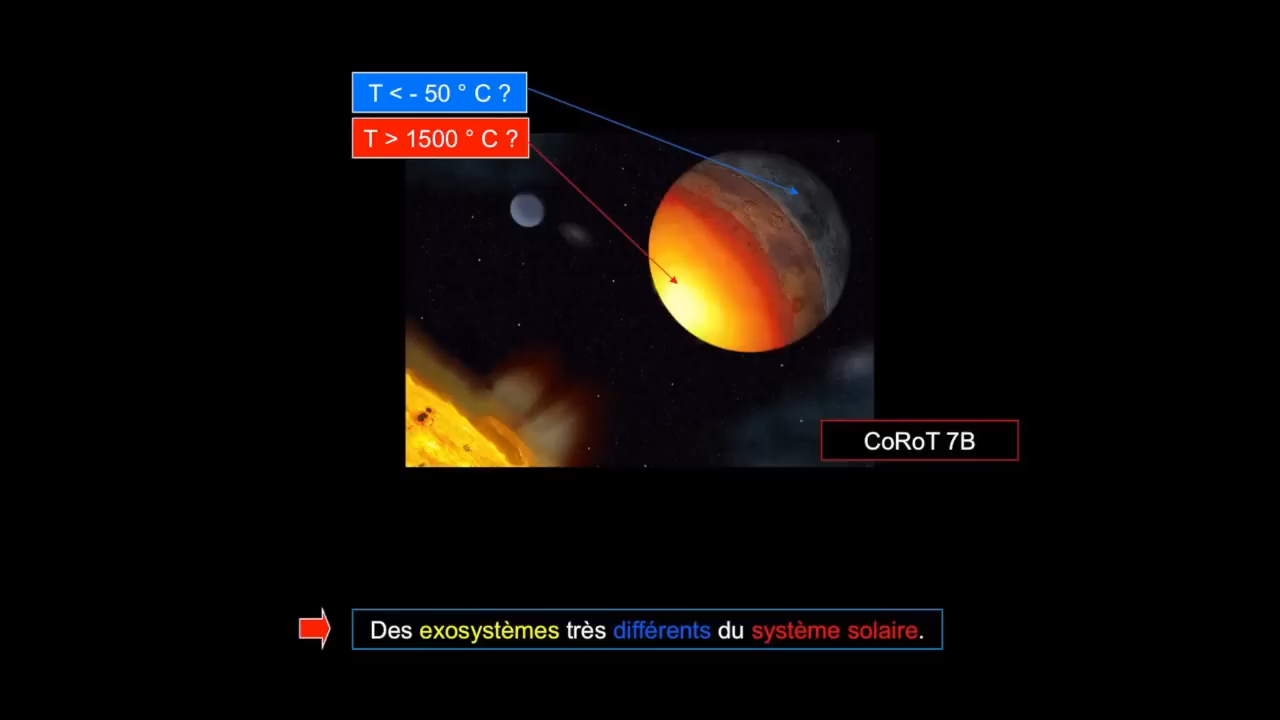 T < - 50 ° C ?
T > 1500 ° C ?
CoRoT 7B
Des exosystèmes très différents du système solaire.